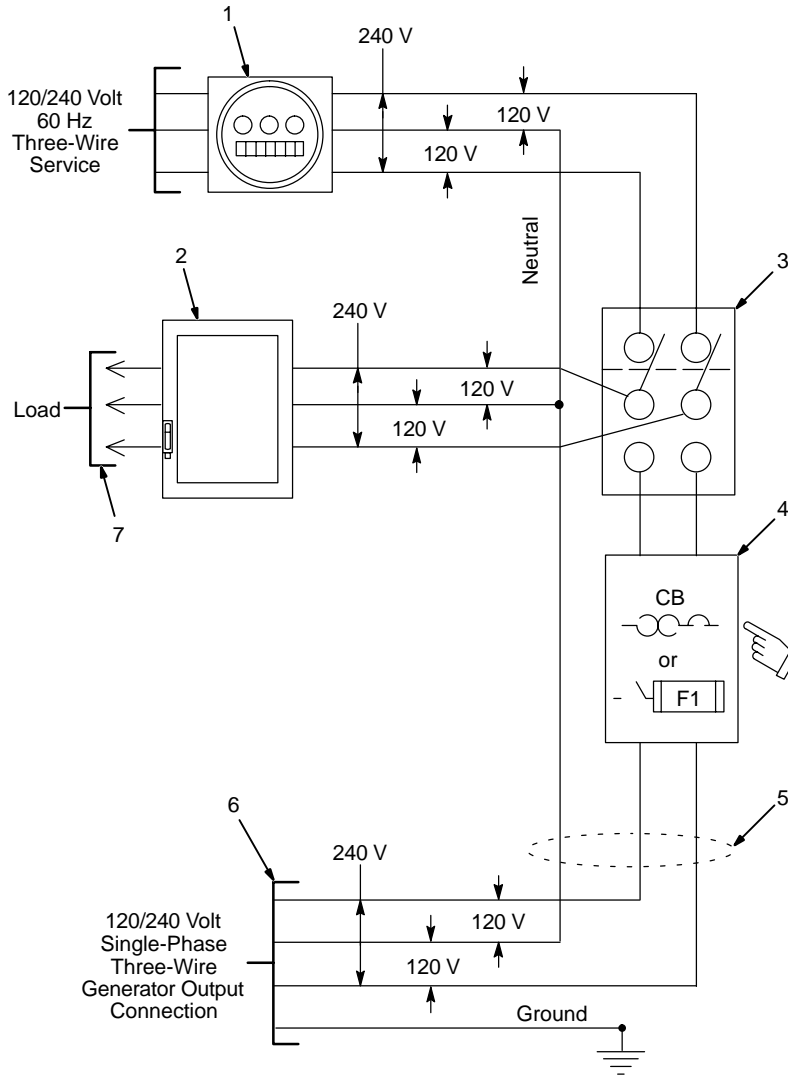 1
240 V
120/240 Volt
60 Hz
Three-Wire
Service
120 V
120 V
Neutral
2
3
240 V
Load
120 V
120 V
7
4
CB
or
F1
5
6
240 V
120/240 Volt
Single-Phase
Three-Wire
Generator Output
Connection
120 V
120 V
Ground